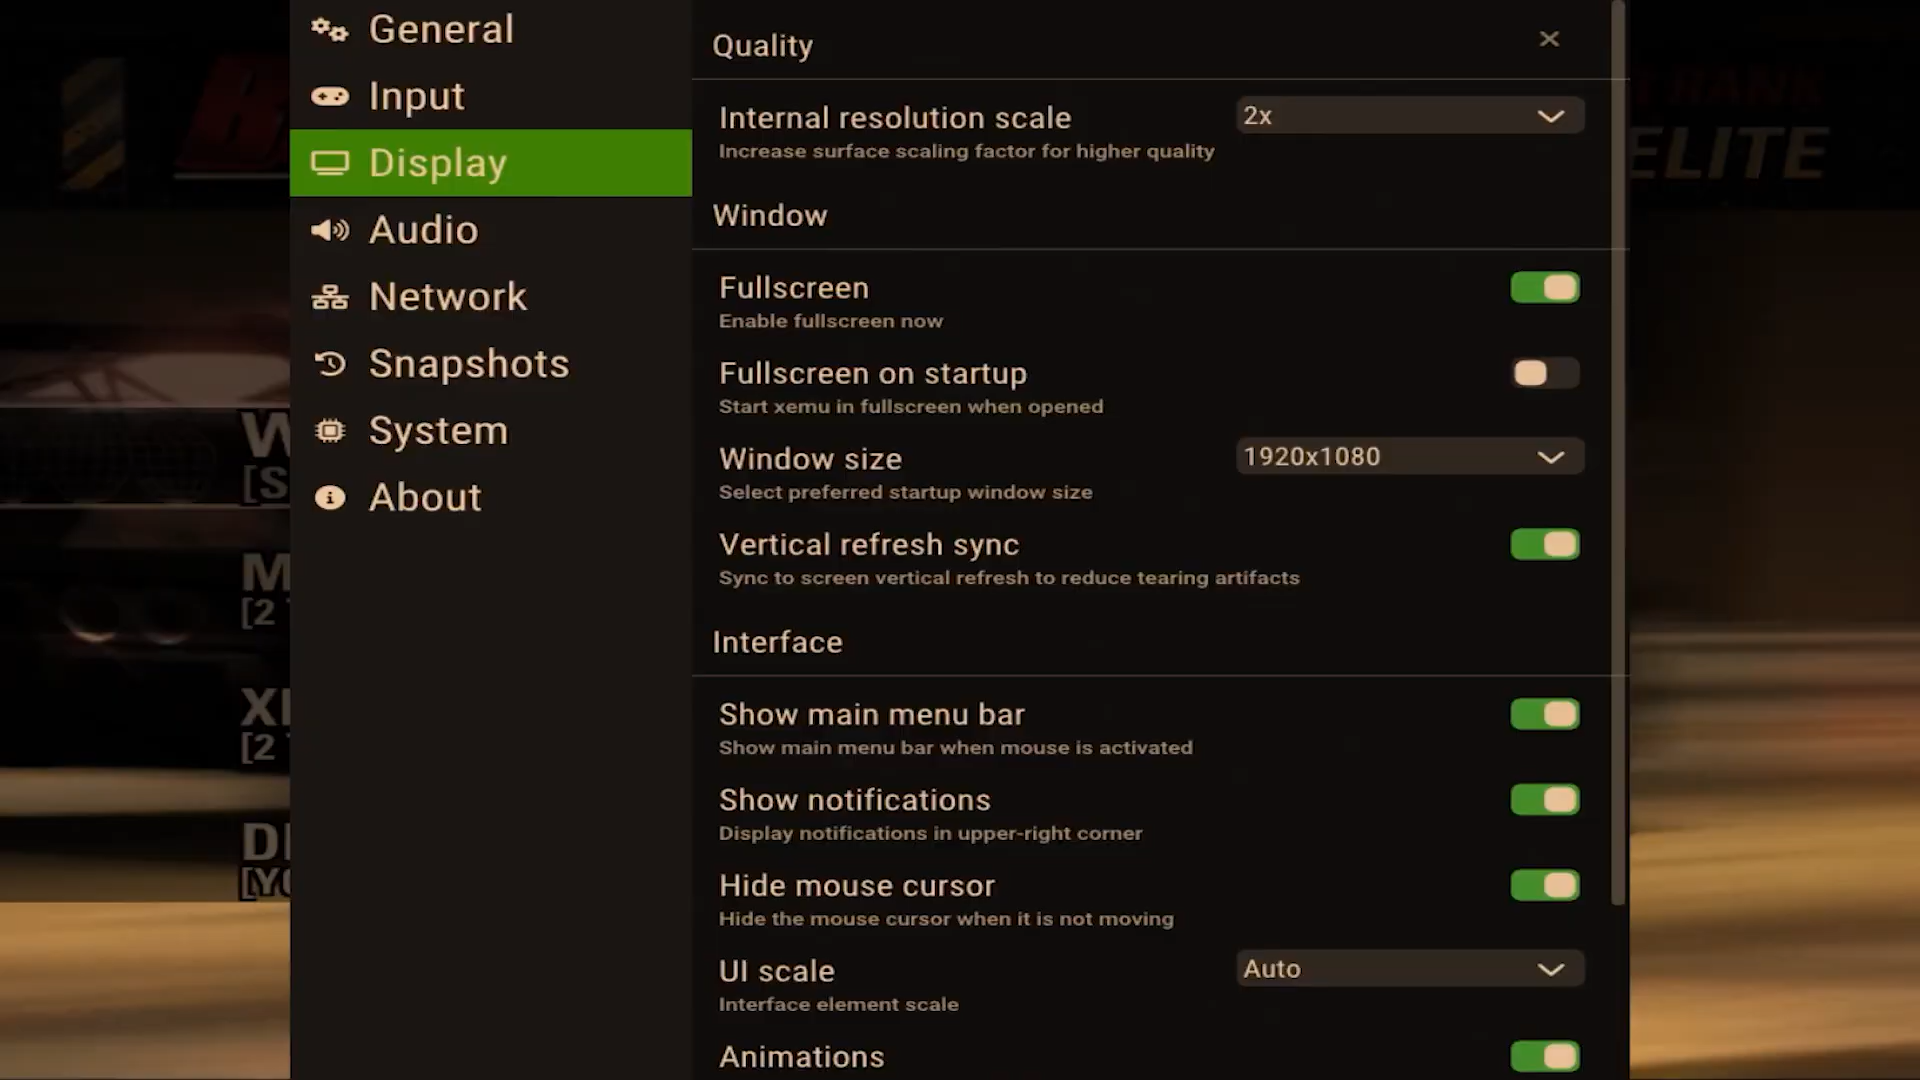 General
Input
Display
Audio
Network
Snapshots
System
About
Quality
Internal resolution scale
2x
Increase surface scaling factor for higher quality
Window
Fullscreen
Enable fullscreen now
Fullscreen on startup
Start xemu in fullscreen when opened
Window size
1920x1080
Select preferred startup window size
Vertical refresh sync
Sync to screen vertical refresh to reduce tearing artifacts
Interface
Show main menu bar
Show main menu bar when mouse is activated
Show notifications
Display notifications in upper-right corner
Hide mouse cursor
Hide the mouse cursor when it is not moving
UI scale
Auto
Interface element scale
Animations
RANK
ELITE